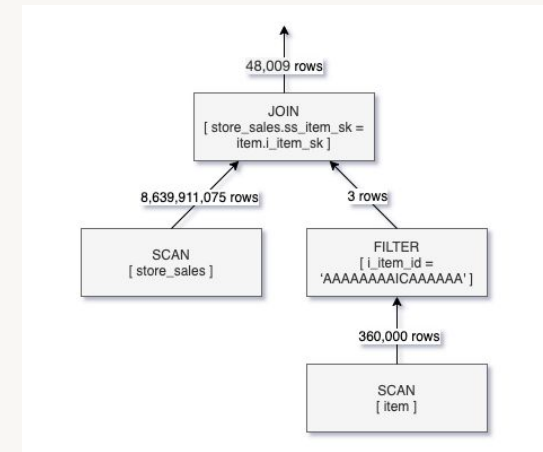 48,009 rows
JOIN
[ store_sales.ss_item_sk =
item.i_item_sk ]
8,639,911,075 rows
3 rows
SCAN
[ store_sales ]
FILTER
[ i_item_id =
'AAAAAAAAICAAAAAA' ]
360,000 rows
SCAN
[ item ]